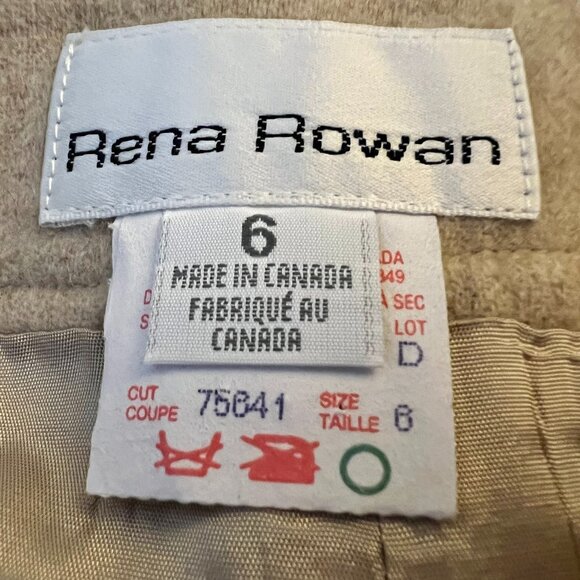 Rena Rowan
6
MADE IN CANADA
FABRIQUÉ AU
CANADA
SEC
LOT
D
CUT
COUPE
75641
SIZE
TAILLE
6